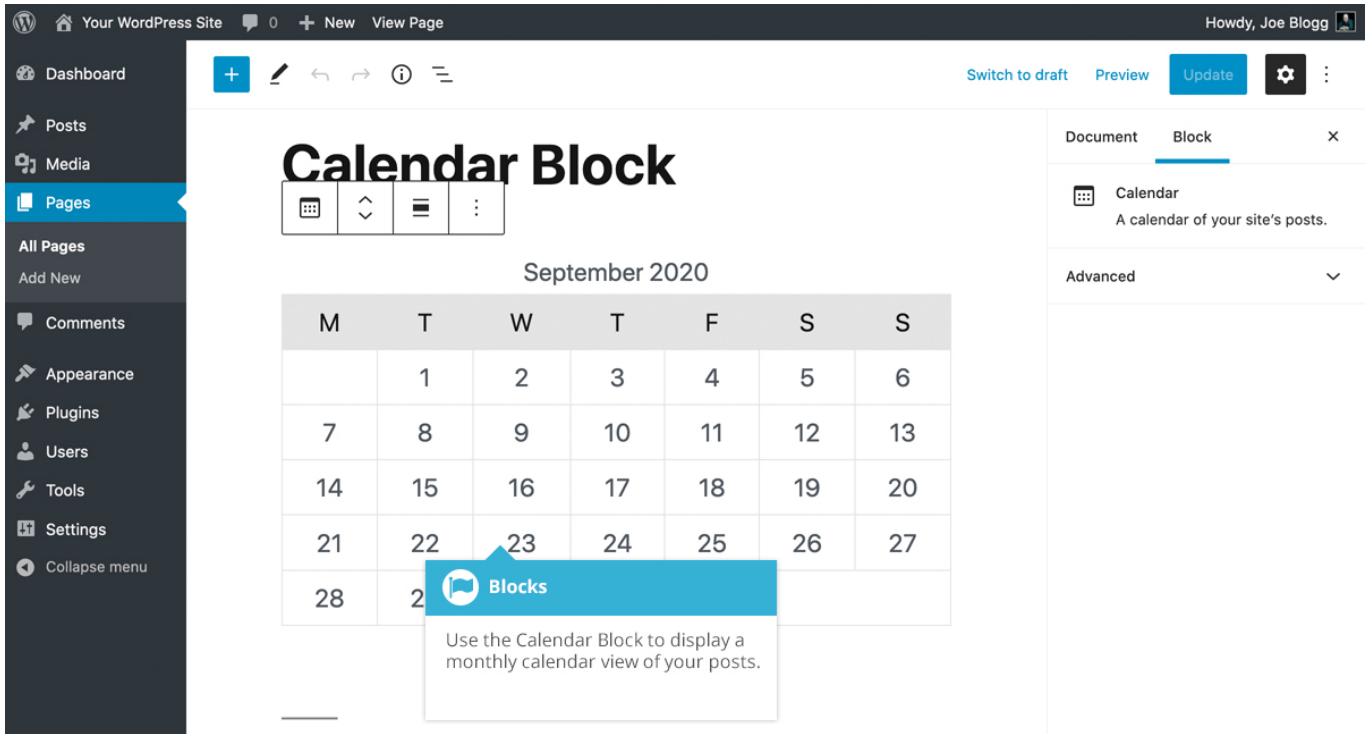 Your WordPress Site 0 New View Page Howdy, Joe Blogg
Dashboard
Posts
Media
Pages
All Pages
Add New
Comments
Appearance
Plugins
Users
Tools
Settings
Collapse menu
Switch to draft Preview Update
Calendar Block
September 2020
M T W T F S S
1 2 3 4 5 6
7 8 9 10 11 12 13
14 15 16 17 18 19 20
21 22 23 24 25 26 27
28 2
Blocks
Use the Calendar Block to display a
monthly calendar view of your posts.
Document Block
Calendar
A calendar of your site's posts.
Advanced